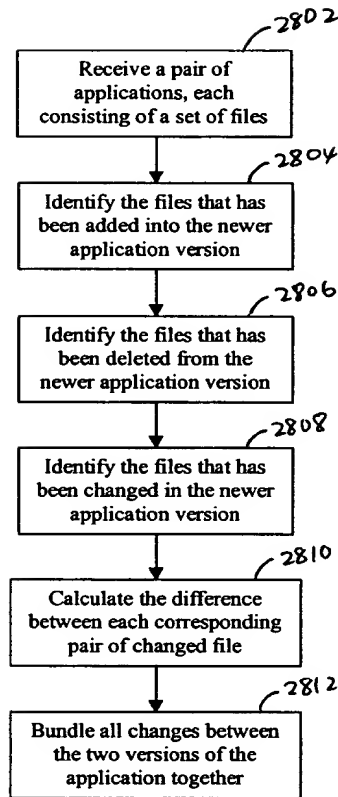 2802
Receive a pair of
applications, each
consisting of a set of files
2804
Identify the files that has
been added into the newer
application version
2806
Identify the files that has
been deleted from the
newer application version
2808
Identify the files that has
been changed in the newer
application version
2810
Calculate the difference
between each corresponding
pair of changed file
2812
Bundle all changes between
the two versions of the
application together